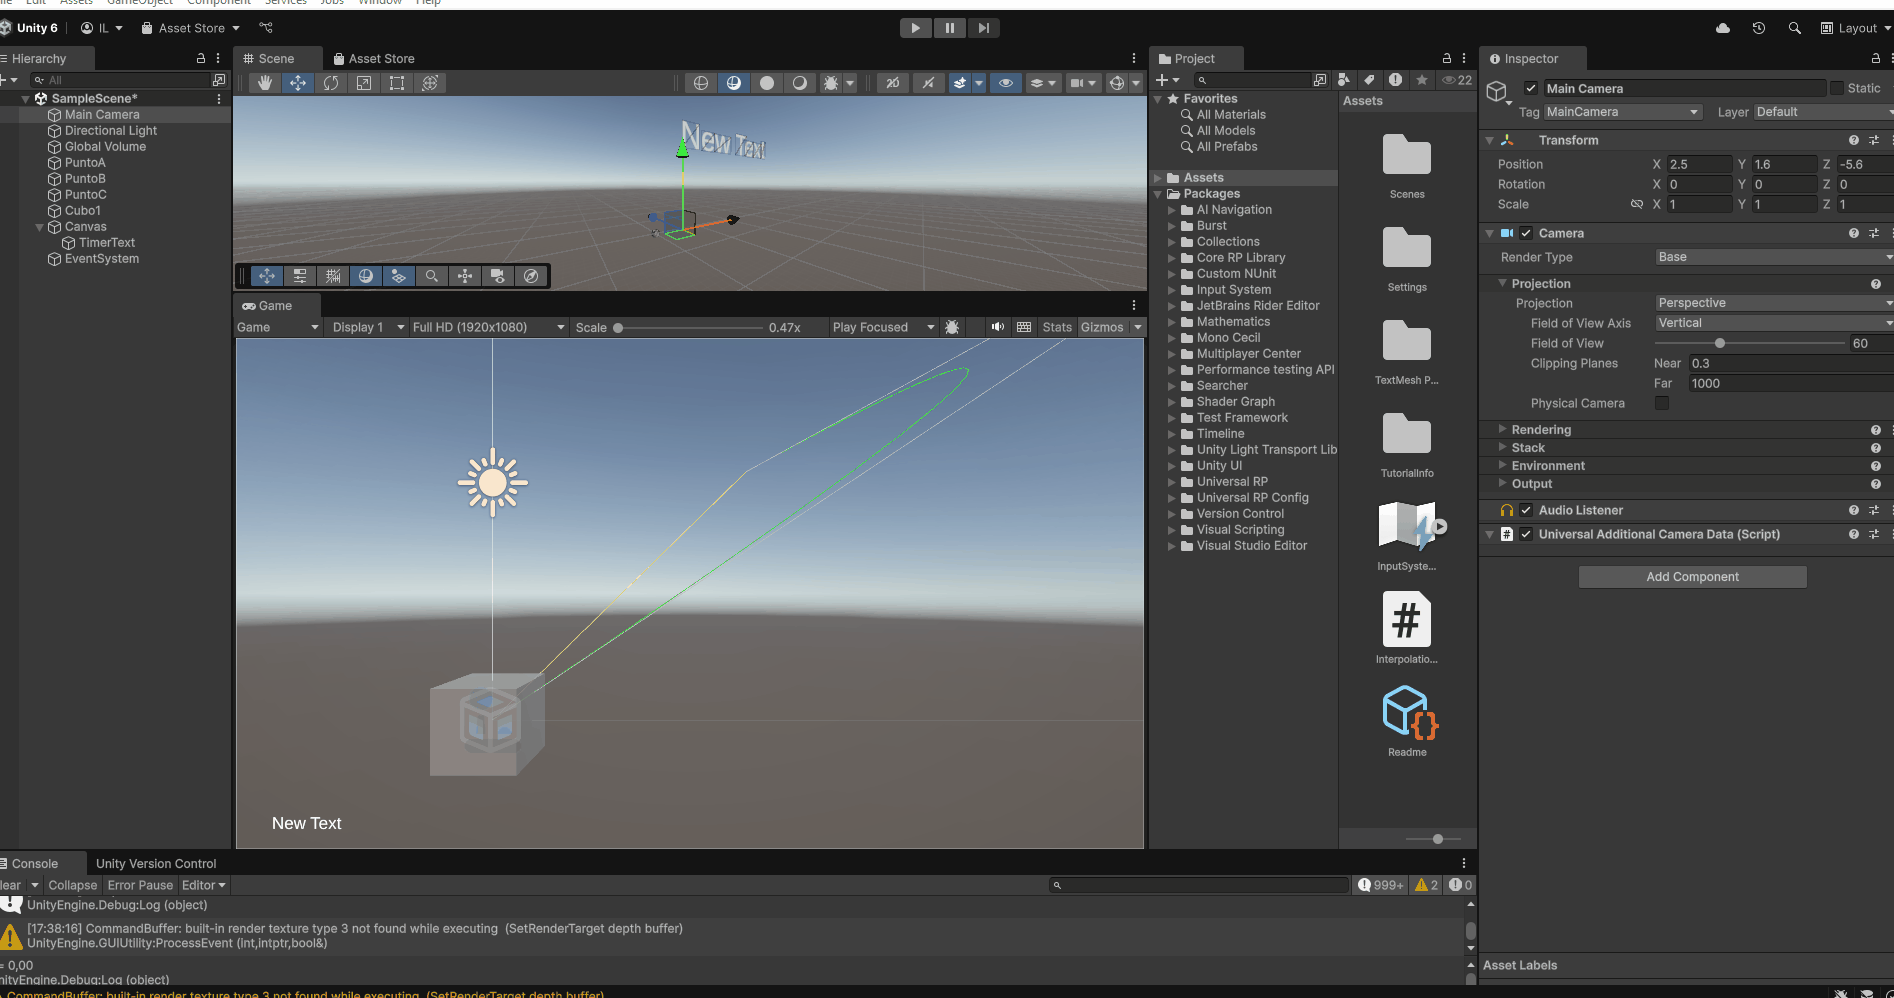 Assets GameObject Component Services Jobs Window Help
Unity 6 IL Asset Store Layout
Hierarchy
All
SampleScene*
Main Camera
Directional Light
Global Volume
PuntoA
PuntoB
PuntoC
Cubo1
Canvas
TimerText
EventSystem
Scene Asset Store
2D
New Text
Game
Game Display 1 Full HD (1920x1080) Scale 0.47x Play Focused Stats Gizmos
New Text
Project
22
Favorites
All Materials
All Models
All Prefabs
Assets
Packages
AI Navigation
Burst
Collections
Core RP Library
Custom NUnit
Input System
JetBrains Rider Editor
Mathematics
Mono Cecil
Multiplayer Center
Performance testing API
Searcher
Shader Graph
Test Framework
Timeline
Unity Light Transport Lib
Unity UI
Universal RP
Universal RP Config
Version Control
Visual Scripting
Visual Studio Editor
Assets
Scenes
Settings
TextMesh P...
TutorialInfo
InputSyste...
#
Interpolatio...
{}
Readme
Inspector
Main Camera Static
Tag MainCamera Layer Default
Transform
Position X 2.5 Y 1.6 Z -5.6
Rotation X 0 Y 0 Z 0
Scale X 1 Y 1 Z 1
Camera
Render Type Base
Projection
Projection Perspective
Field of View Axis Vertical
Field of View 60
Clipping Planes Near 0.3
Far 1000
Physical Camera
Rendering
Stack
Environment
Output
Audio Listener
# Universal Additional Camera Data (Script)
Add Component
Asset Labels
Console Unity Version Control
lear Collapse Error Pause Editor 999+ 2 0
UnityEngine.Debug:Log (object)
[17:38:16] CommandBuffer: built-in render texture type 3 not found while executing (SetRenderTarget depth buffer)
UnityEngine.GUIUtility:ProcessEvent (int,intptr,bool&)
= 0,00
nityEngine.Debug:Log (object)
CommandBuffer: built-in render texture type 3 not found while executing (SetRenderTarget depth buffer)